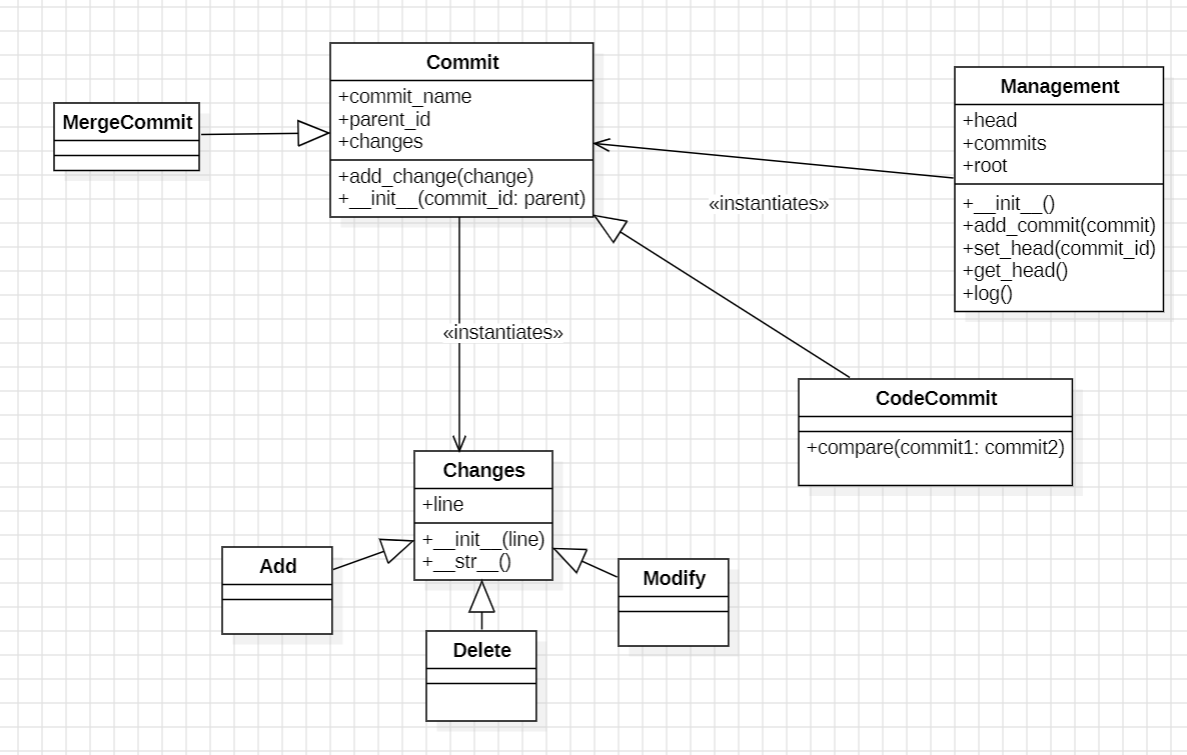 Commit
+commit_name
+parent_id
+changes
+add_change(change)
+__init__(commit_id: parent)
MergeCommit
Management
+head
+commits
+root
+__init__()
+add_commit(commit)
+set_head(commit_id)
+get_head()
+log()
«instantiates»
«instantiates»
CodeCommit
+compare(commit1: commit2)
Changes
+line
+__init__(line)
+__str__()
Add
Modify
Delete